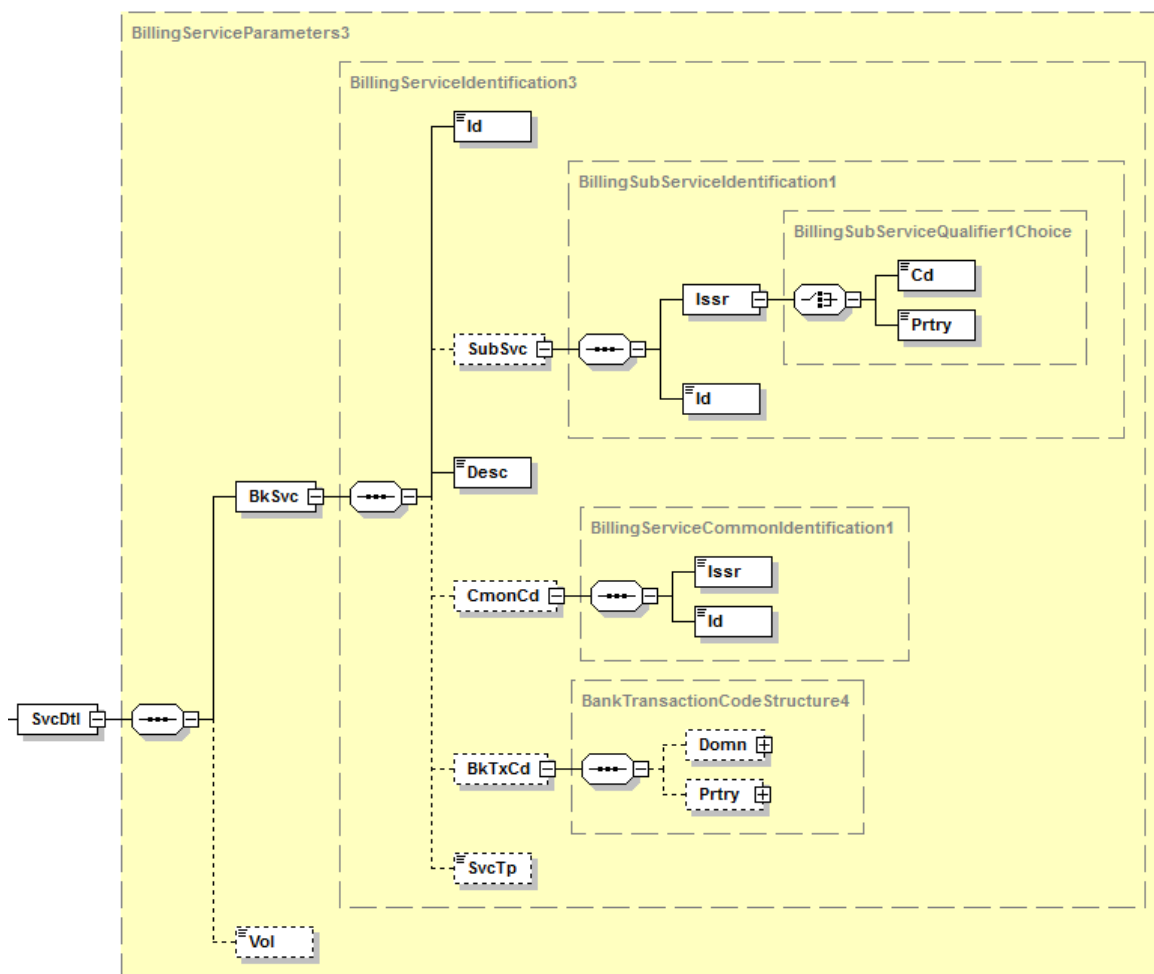 BillingServiceParameters3
BillingServiceIdentification3
Id
BillingSubServiceIdentification1
BillingSubServiceQualifier1Choice
Cd
Issr
Prtry
SubSvc
Id
Desc
BkSvc
BillingServiceCommonIdentification1
Issr
CmonCd
Id
BankTransactionCodeStructure4
SvcDtl
Domn
BkTxCd
Prtry
SvcTp
Vol